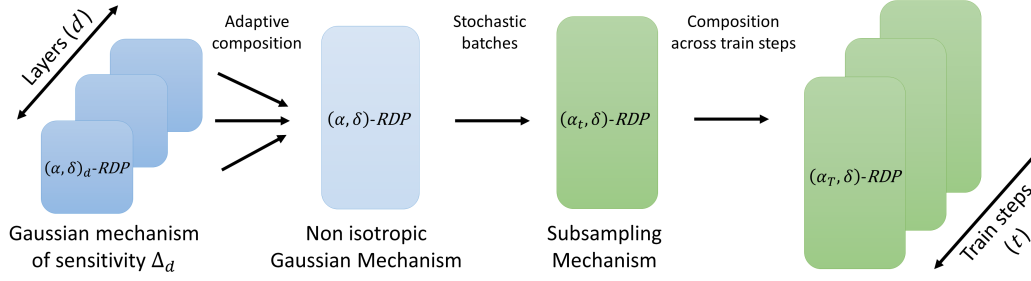 Layers (d)
Adaptive
composition
Stochastic
batches
Composition
across train steps
(α, δ)_d-RDP
(α, δ)-RDP
(α_t, δ)-RDP
(α_T, δ)-RDP
Gaussian mechanism
of sensitivity Δ_d
Non isotropic
Gaussian Mechanism
Subsampling
Mechanism
Train steps
(t)